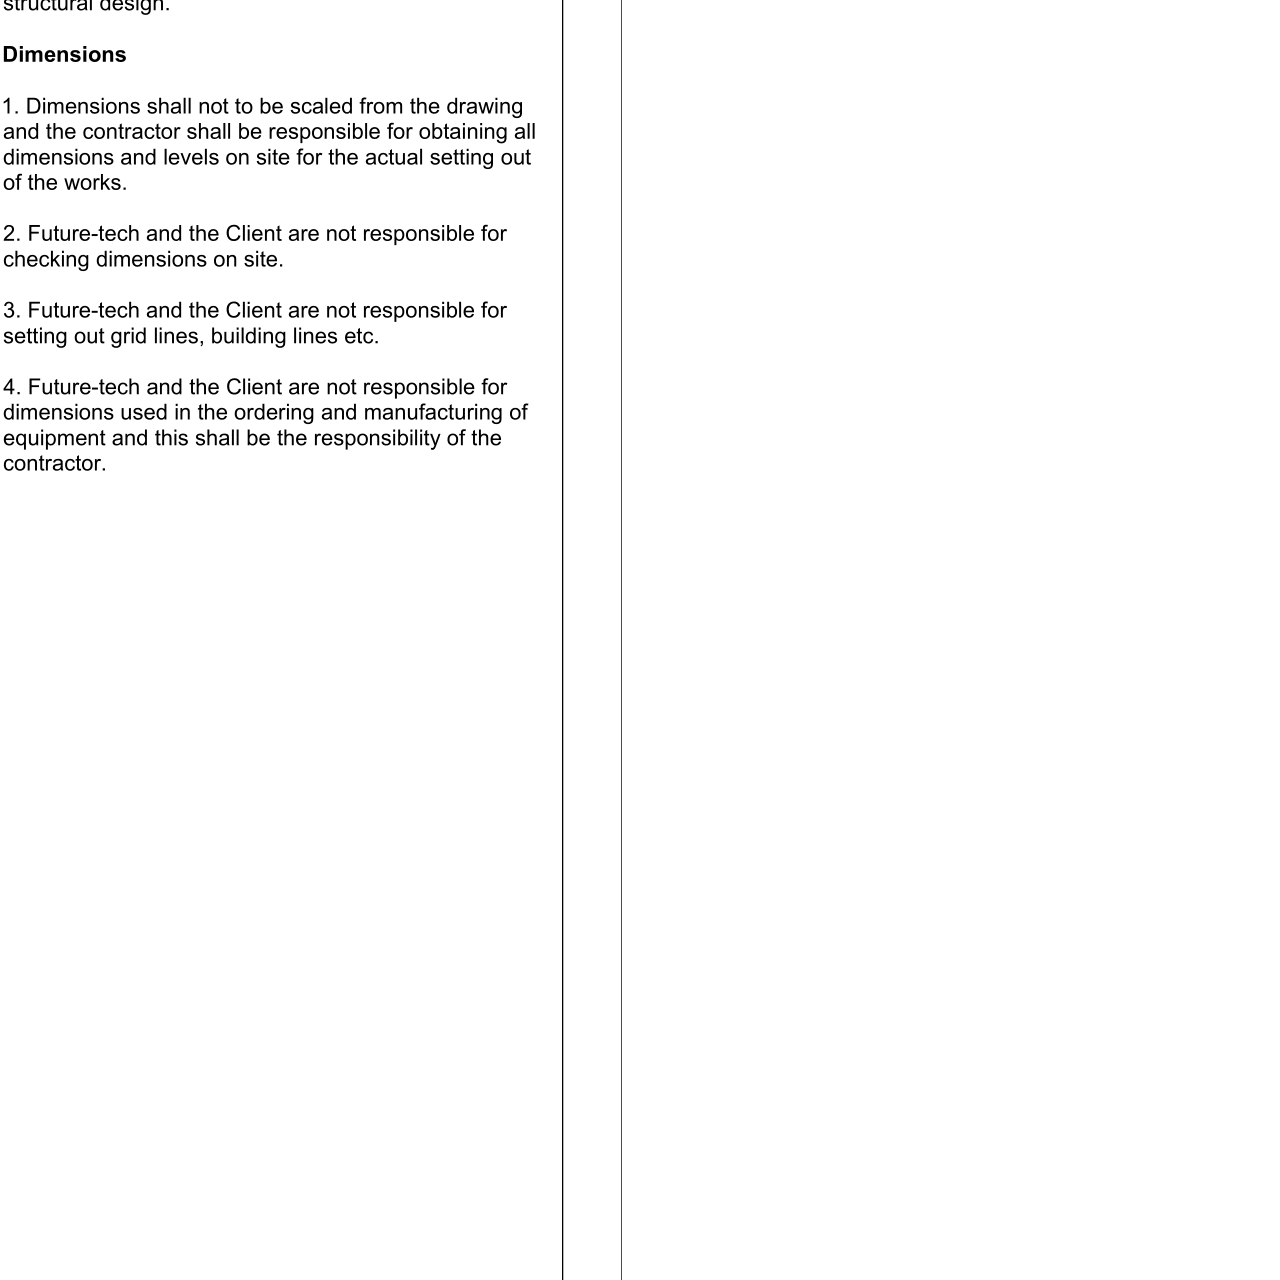 structural design.
Dimensions
1. Dimensions shall not to be scaled from the drawing
and the contractor shall be responsible for obtaining all
dimensions and levels on site for the actual setting out
of the works.
2. Future-tech and the Client are not responsible for
checking dimensions on site.
3. Future-tech and the Client are not responsible for
setting out grid lines, building lines etc.
4. Future-tech and the Client are not responsible for
dimensions used in the ordering and manufacturing of
equipment and this shall be the responsibility of the
contractor.